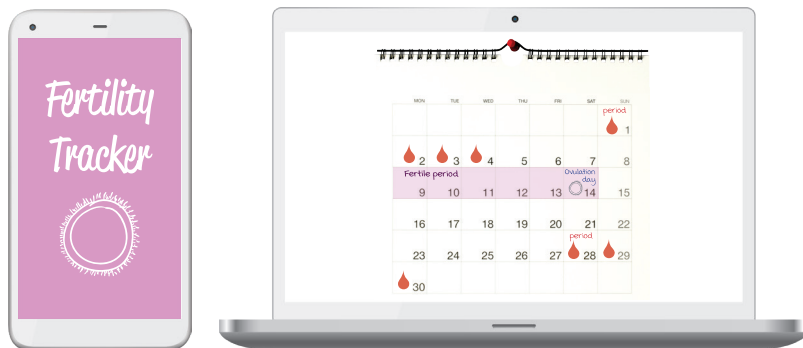 Fertility
Tracker
MON TUE WED THU FRI SAT SUN
period
1
2 3 4 5 6 7 8
Fertile period
Ovulation
day
9 10 11 12 13 14 15
16 17 18 19 20 21 22
period
23 24 25 26 27 28 29
30